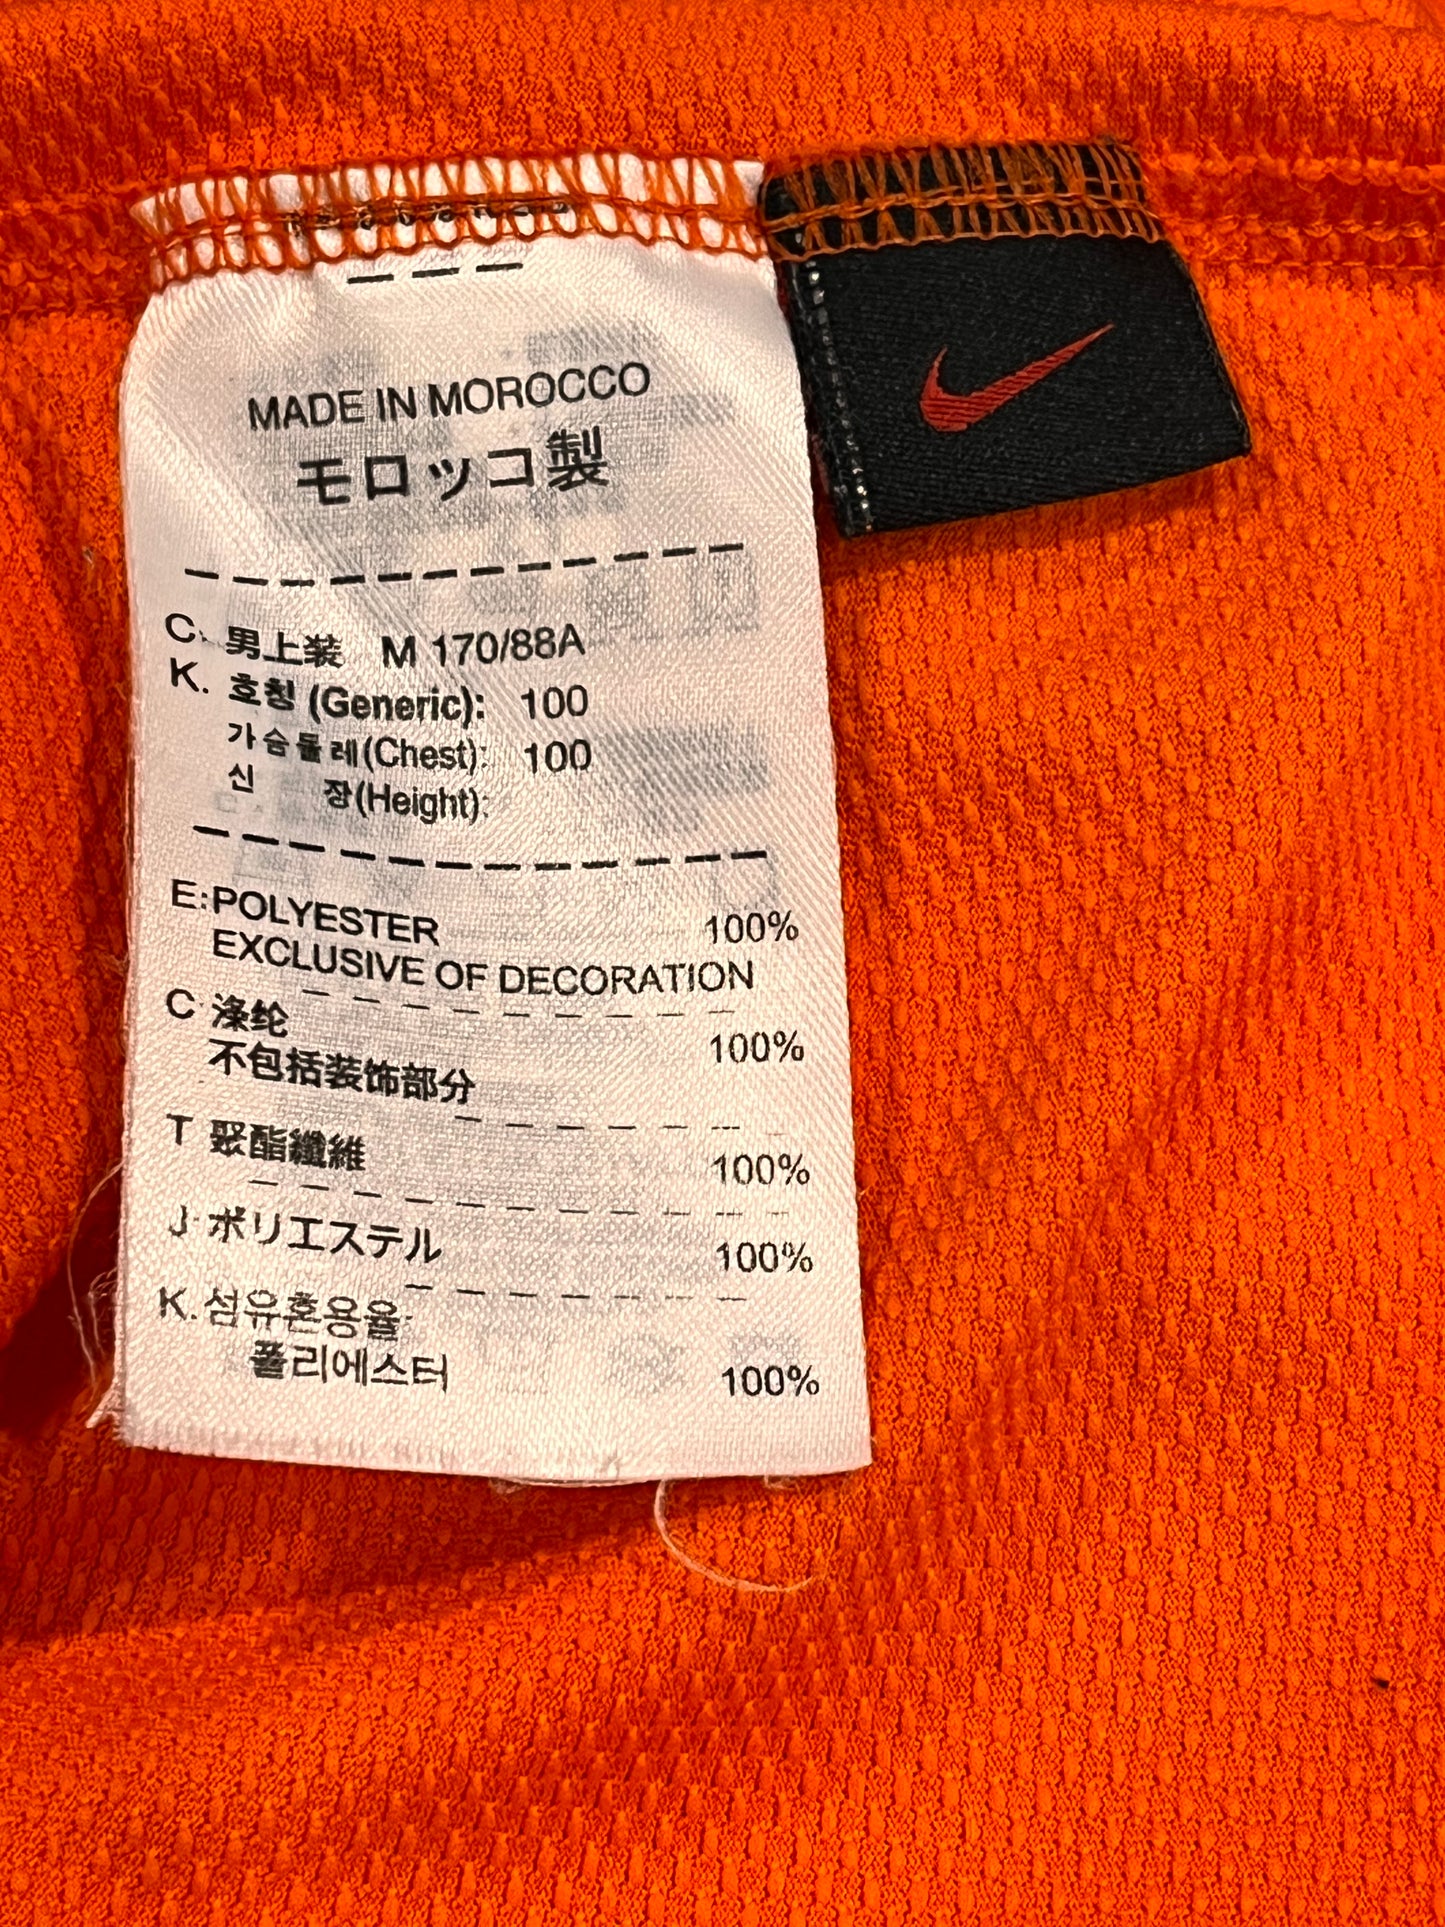 MADE IN MOROCCO
モロッコ製
C. 男上装 M 170/88A
K. 호칭 (Generic): 100
가슴둘레(Chest): 100
신 장(Height):
E:POLYESTER 100%
EXCLUSIVE OF DECORATION
C 涤纶 100%
不包括装饰部分
T 聚酯纖維 100%
J ポリエステル 100%
K. 섬유혼용율:
폴리에스터 100%